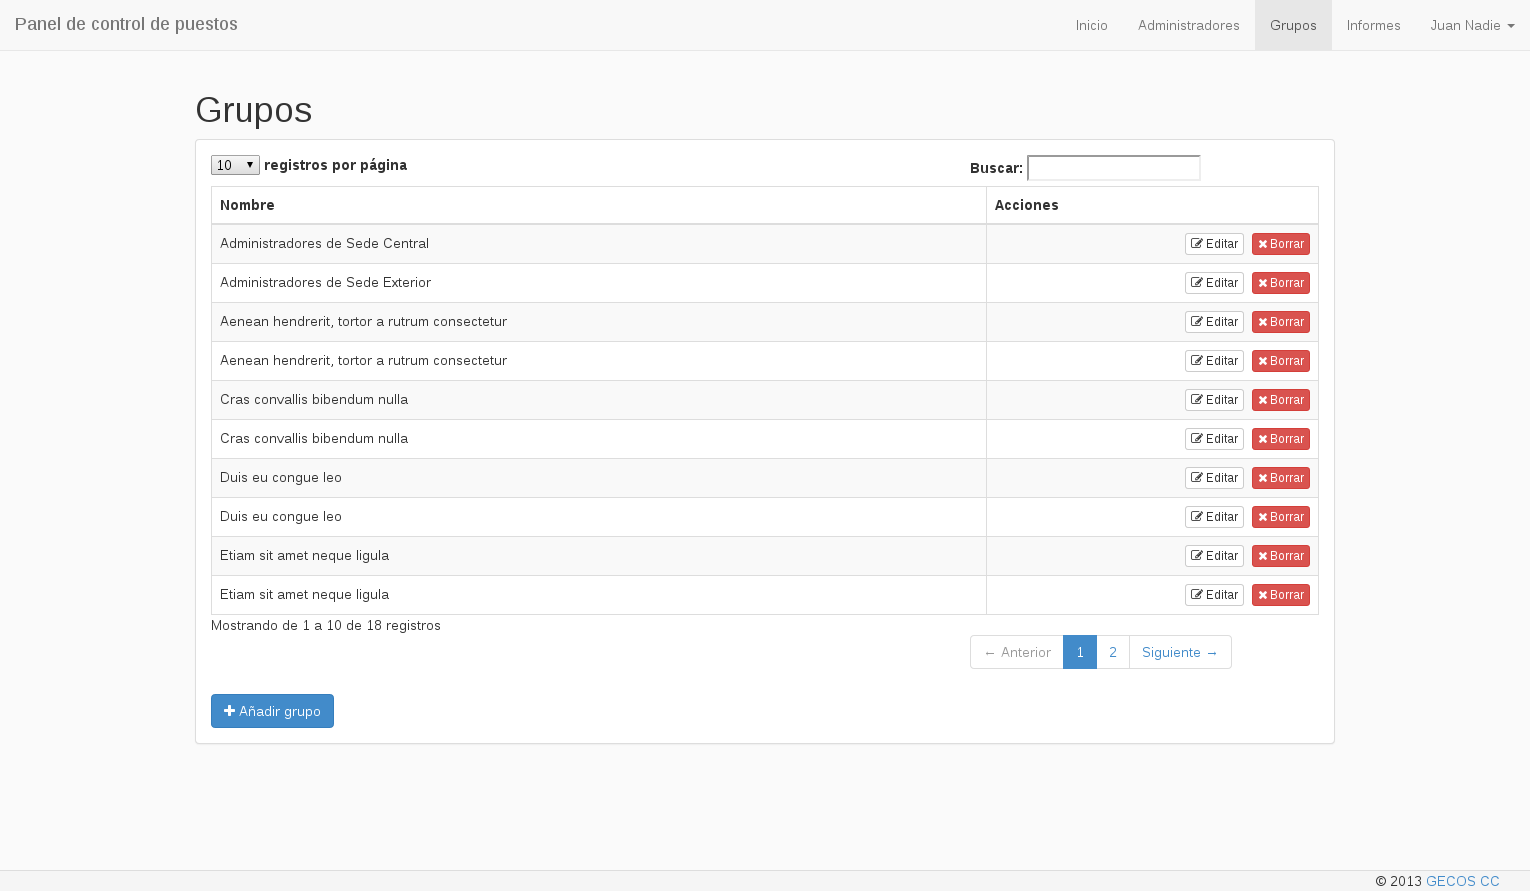 Panel de control de puestos Inicio Administradores Grupos Informes Juan Nadie
Grupos
10 registros por página Buscar:
Nombre Acciones
Administradores de Sede Central Editar Borrar
Administradores de Sede Exterior Editar Borrar
Aenean hendrerit, tortor a rutrum consectetur Editar Borrar
Aenean hendrerit, tortor a rutrum consectetur Editar Borrar
Cras convallis bibendum nulla Editar Borrar
Cras convallis bibendum nulla Editar Borrar
Duis eu congue leo Editar Borrar
Duis eu congue leo Editar Borrar
Etiam sit amet neque ligula Editar Borrar
Etiam sit amet neque ligula Editar Borrar
Mostrando de 1 a 10 de 18 registros
← Anterior 1 2 Siguiente →
Añadir grupo
© 2013 GECOS CC